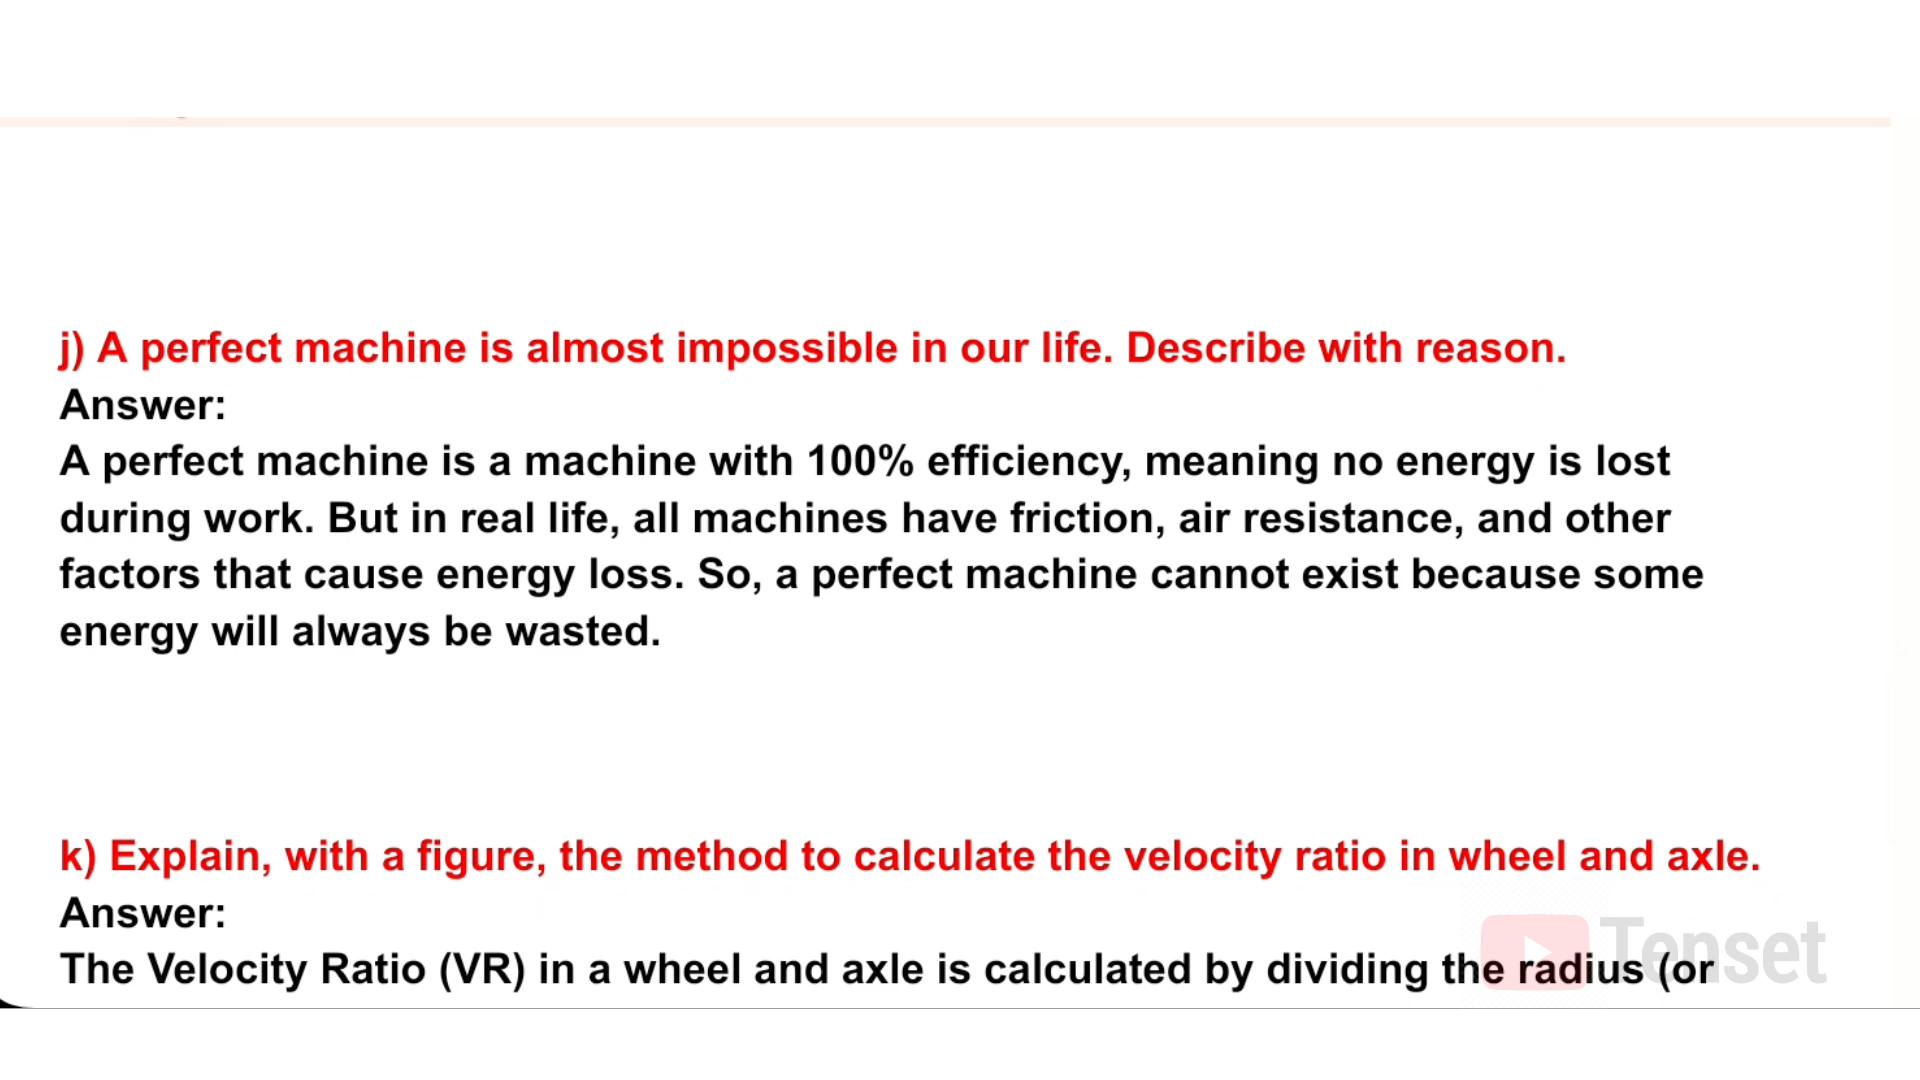 j) A perfect machine is almost impossible in our life. Describe with reason.
Answer:
A perfect machine is a machine with 100% efficiency, meaning no energy is lost
during work. But in real life, all machines have friction, air resistance, and other
factors that cause energy loss. So, a perfect machine cannot exist because some
energy will always be wasted.
k) Explain, with a figure, the method to calculate the velocity ratio in wheel and axle.
Answer:
The Velocity Ratio (VR) in a wheel and axle is calculated by dividing the radius (or
Tenset